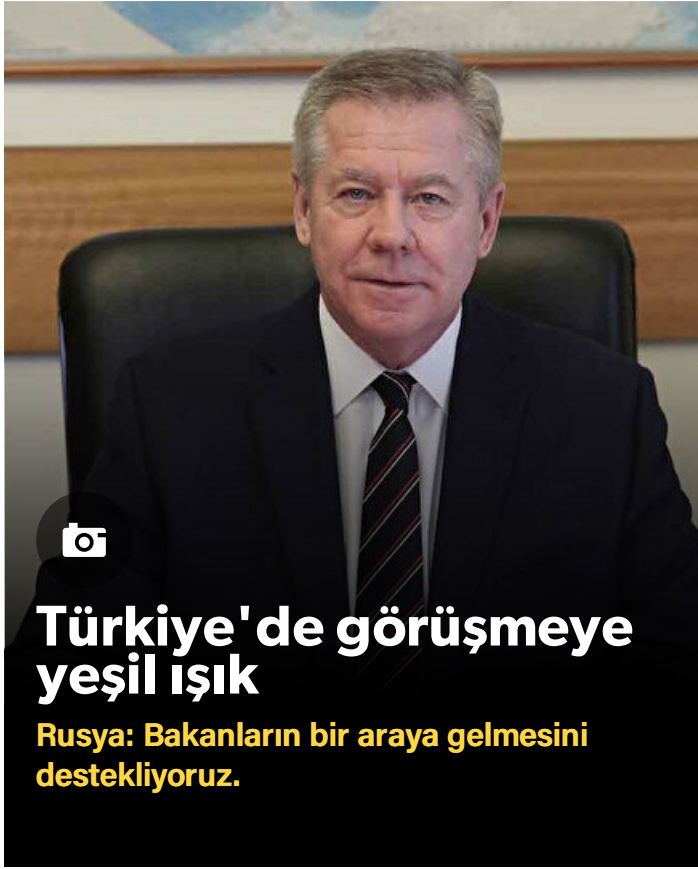 Türkiye'de görüşmeye
yeşil ışık
Rusya: Bakanların bir araya gelmesini
destekliyoruz.